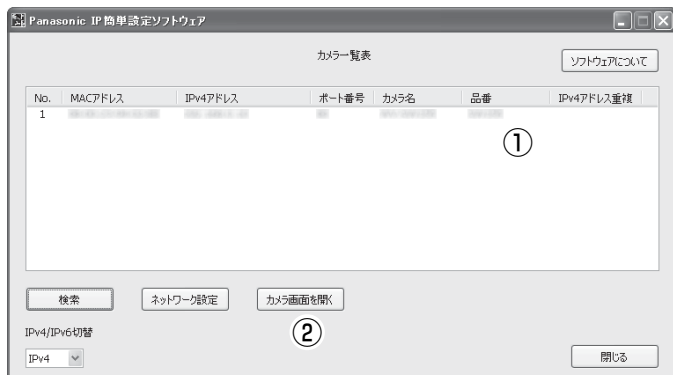 Panasonic IP簡単設定ソフトウェア
カメラ一覧表
ソフトウェアについて
No. MACアドレス IPv4アドレス ポート番号 カメラ名 品番 IPv4アドレス重複
1
①
検索 ネットワーク設定 カメラ画面を開く
②
IPv4/IPv6切替
IPv4 閉じる